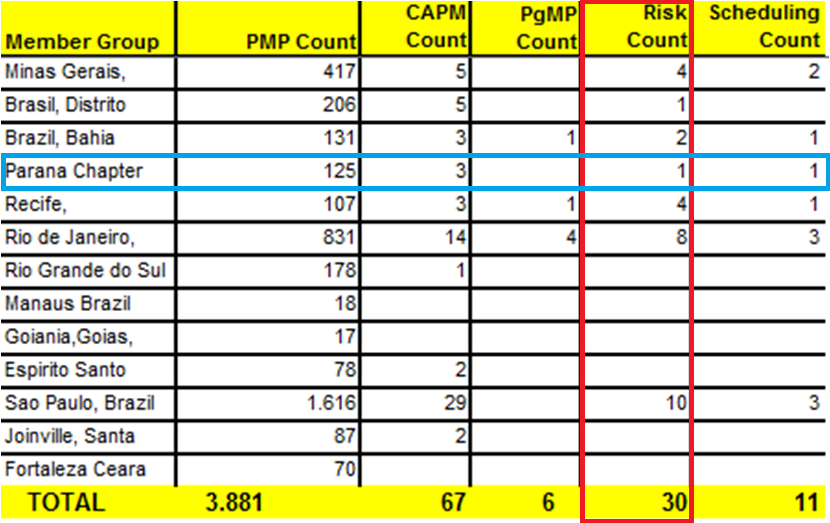 Member Group PMP Count CAPM Count PgMP Count Risk Count Scheduling Count
Minas Gerais, 417 5 4 2
Brasil, Distrito 206 5 1
Brazil, Bahia 131 3 1 2 1
Parana Chapter 125 3 1 1
Recife, 107 3 1 4 1
Rio de Janeiro, 831 14 4 8 3
Rio Grande do Sul 178 1
Manaus Brazil 18
Goiania,Goias, 17
Espirito Santo 78 2
Sao Paulo, Brazil 1.616 29 10 3
Joinville, Santa 87 2
Fortaleza Ceara 70
TOTAL 3.881 67 6 30 11